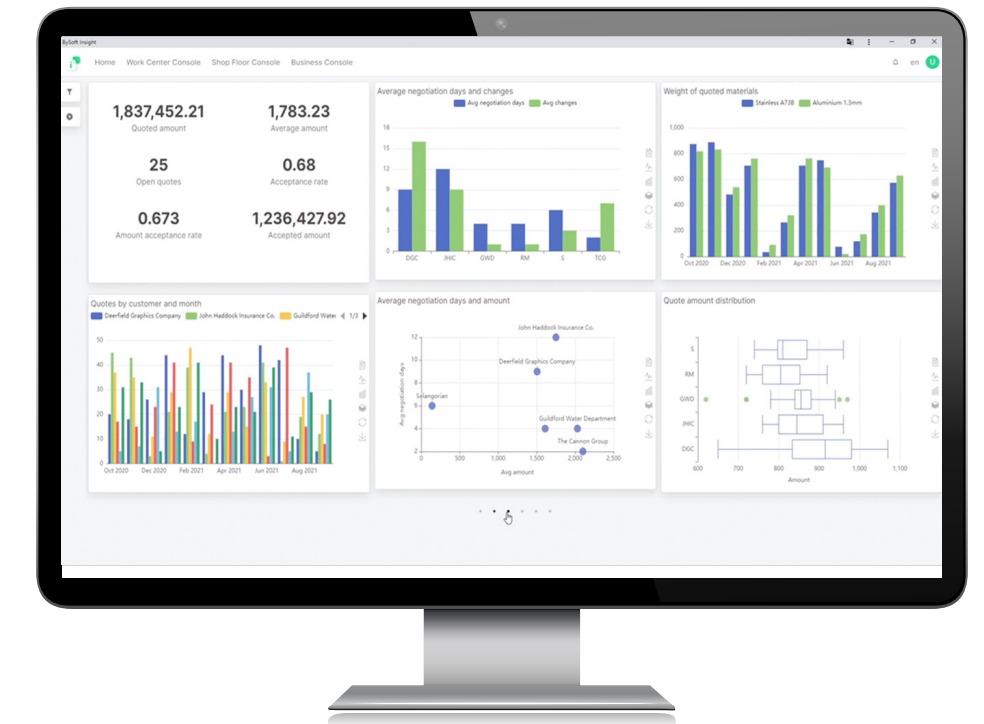 BySoft Insight
Home Work Center Console Shop Floor Console Business Console
en U
1,837,452.21 1,783.23
Quoted amount Average amount
25 0.68
Open quotes Acceptance rate
0.673 1,236,427.92
Amount acceptance rate Accepted amount
Average negotiation days and changes
Avg negotiation days Avg changes
18
15
12
9
6
3
0
DGC JHIC GWD RM S TCG
Weight of quoted materials
Stainless A73B Aluminium 1.3mm
1,000
800
600
400
200
0
Oct 2020 Dec 2020 Feb 2021 Apr 2021 Jun 2021 Aug 2021
Quotes by customer and month
Deerfield Graphics Company John Haddock Insurance Co. Guildford Water 1/3
50
40
30
20
10
0
Oct 2020 Dec 2020 Feb 2021 Apr 2021 Jun 2021 Aug 2021
Average negotiation days and amount
John Haddock Insurance Co.
Deerfield Graphics Company
Selangorian
Guildford Water Department
The Cannon Group
Avg negotiation days
12
10
8
6
4
2
0 500 1,000 1,500 2,000 2,500
Avg amount
Quote amount distribution
S
RM
GWD
JHIC
DGC
600 700 800 900 1,000 1,100
Amount